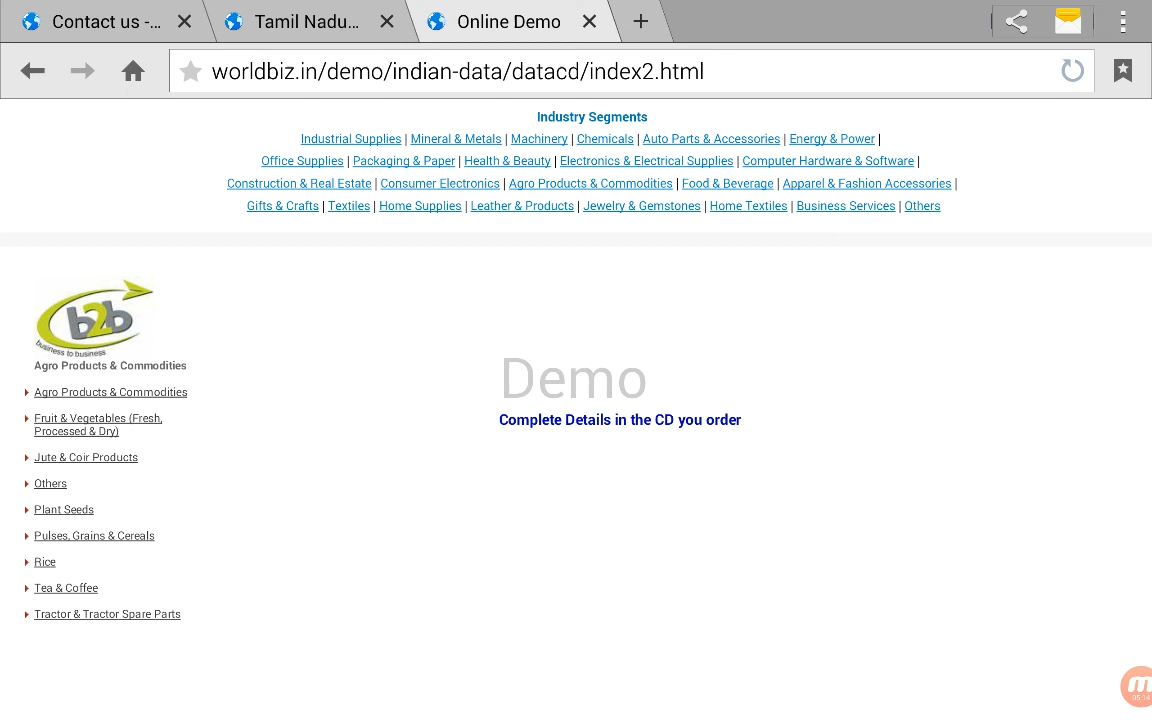 Contact us -...
Tamil Nadu...
Online Demo
worldbiz.in/demo/indian-data/datacd/index2.html
Industry Segments
Industrial Supplies | Mineral & Metals | Machinery | Chemicals | Auto Parts & Accessories | Energy & Power |
Office Supplies | Packaging & Paper | Health & Beauty | Electronics & Electrical Supplies | Computer Hardware & Software |
Construction & Real Estate | Consumer Electronics | Agro Products & Commodities | Food & Beverage | Apparel & Fashion Accessories |
Gifts & Crafts | Textiles | Home Supplies | Leather & Products | Jewelry & Gemstones | Home Textiles | Business Services | Others
b2b
business to business
Agro Products & Commodities
Agro Products & Commodities
Fruit & Vegetables (Fresh,
Processed & Dry)
Jute & Coir Products
Others
Plant Seeds
Pulses, Grains & Cereals
Rice
Tea & Coffee
Tractor & Tractor Spare Parts
Demo
Complete Details in the CD you order
05:14